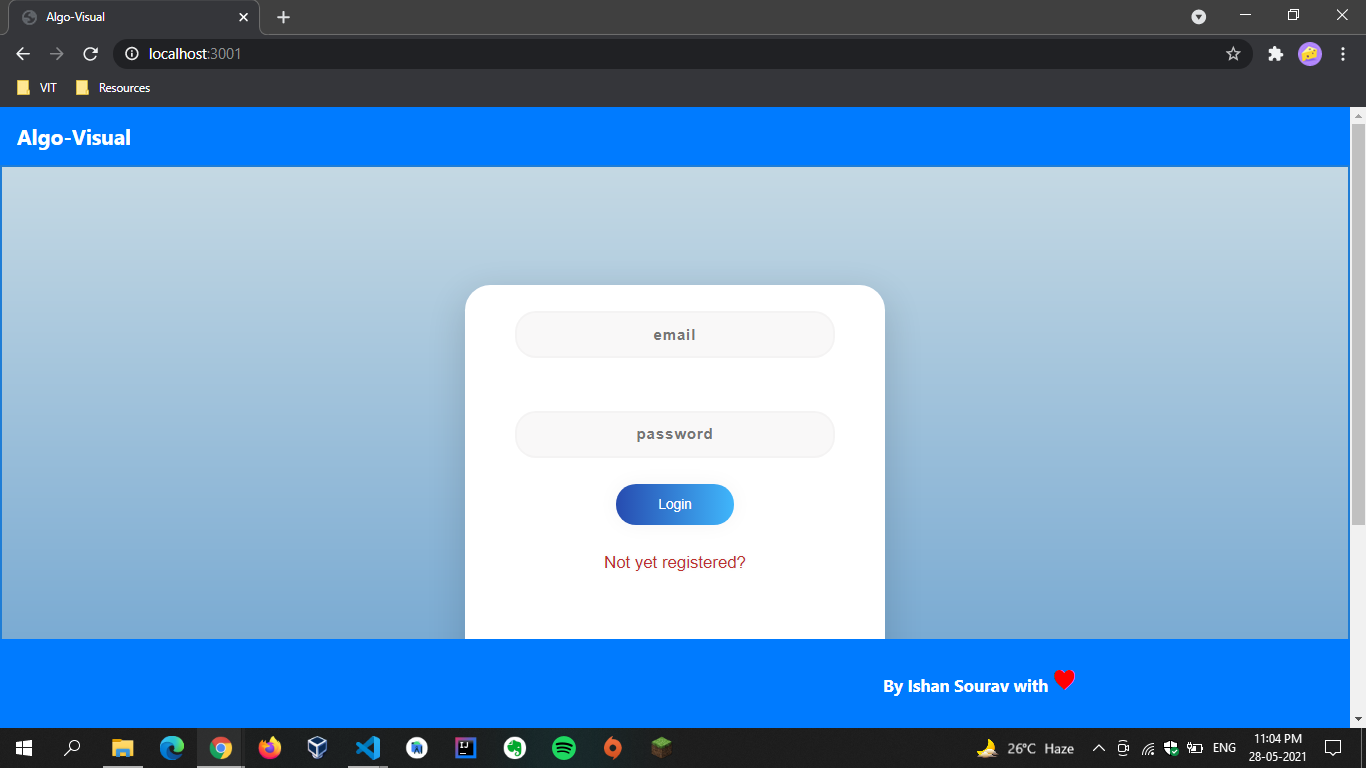 Algo-Visual
localhost:3001
VIT Resources
Algo-Visual
email
password
Login
Not yet registered?
By Ishan Sourav with
26°C Haze
ENG
11:04 PM
28-05-2021